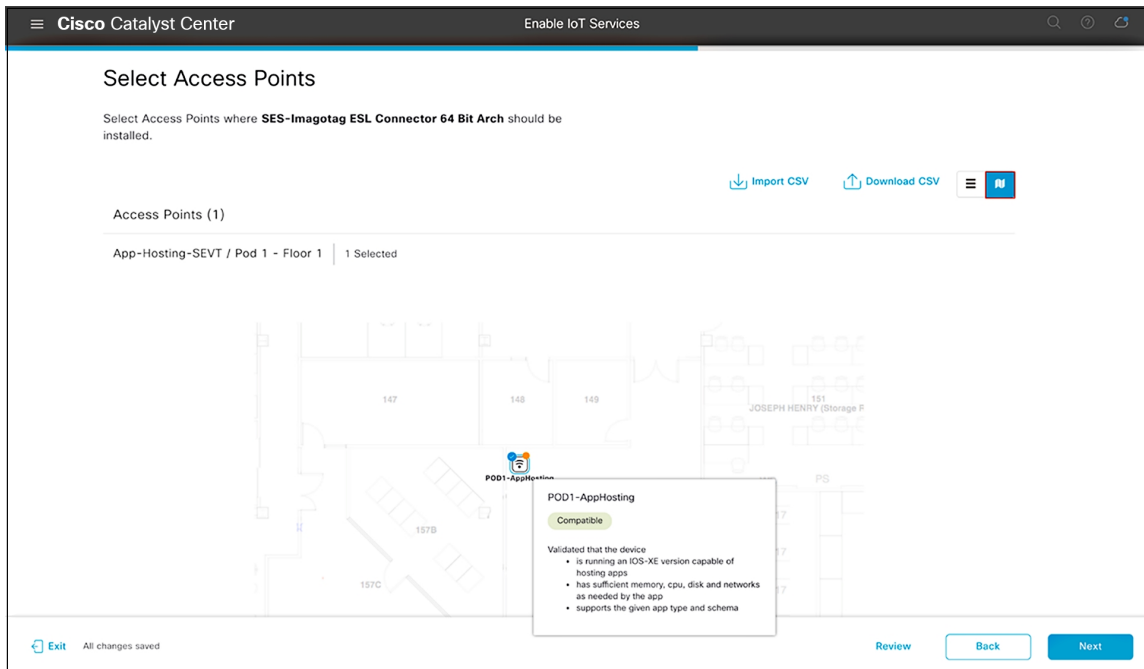 Cisco Catalyst Center
Enable IoT Services
Select Access Points
Select Access Points where SES-Imagotag ESL Connector 64 Bit Arch should be
installed.
Import CSV
Download CSV
Access Points (1)
App-Hosting-SEVT / Pod 1 - Floor 1
1 Selected
147
148
149
151
JOSEPH HENRY (Storage
POD1-AppHosting
PS
157B
157C
17
17
17
POD1-AppHosting
Compatible
Validated that the device
• is running an IOS-XE version capable of
hosting apps
• has sufficient memory, cpu, disk and networks
as needed by the app
• supports the given app type and schema
Exit
All changes saved
Review
Back
Next